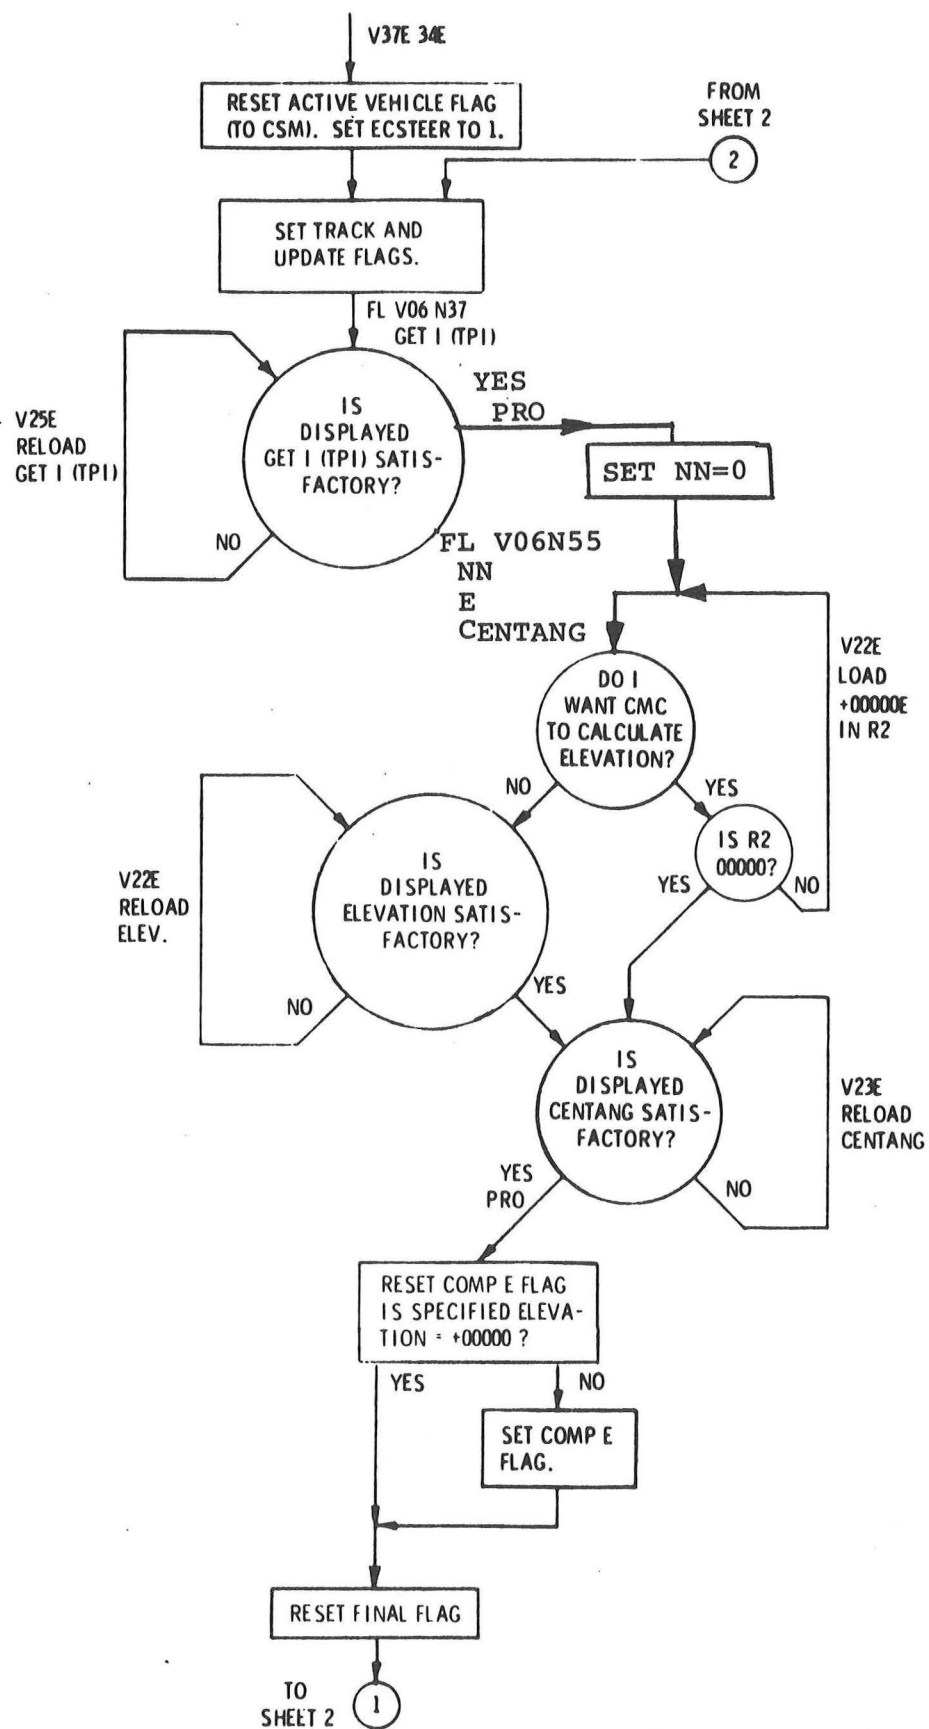 V37E 34E
RESET ACTIVE VEHICLE FLAG
(TO CSM). SET ECSTEER TO 1.
FROM
SHEET 2
2
SET TRACK AND
UPDATE FLAGS.
FL V06 N37
GET I (TPI)
V25E
RELOAD
GET I (TPI)
IS
DISPLAYED
GET I (TPI) SATIS-
FACTORY?
NO
YES
PRO
SET NN=0
FL V06N55
NN
E
CENTANG
DO I
WANT CMC
TO CALCULATE
ELEVATION?
V22E
LOAD
+00000E
IN R2
NO
YES
IS R2
00000?
YES
NO
V22E
RELOAD
ELEV.
IS
DISPLAYED
ELEVATION SATIS-
FACTORY?
NO
YES
IS
DISPLAYED
CENTANG SATIS-
FACTORY?
V23E
RELOAD
CENTANG
YES
PRO
NO
RESET COMP E FLAG
IS SPECIFIED ELEVA-
TION = +00000 ?
YES
NO
SET COMP E
FLAG.
RESET FINAL FLAG
TO
SHEET 2
1